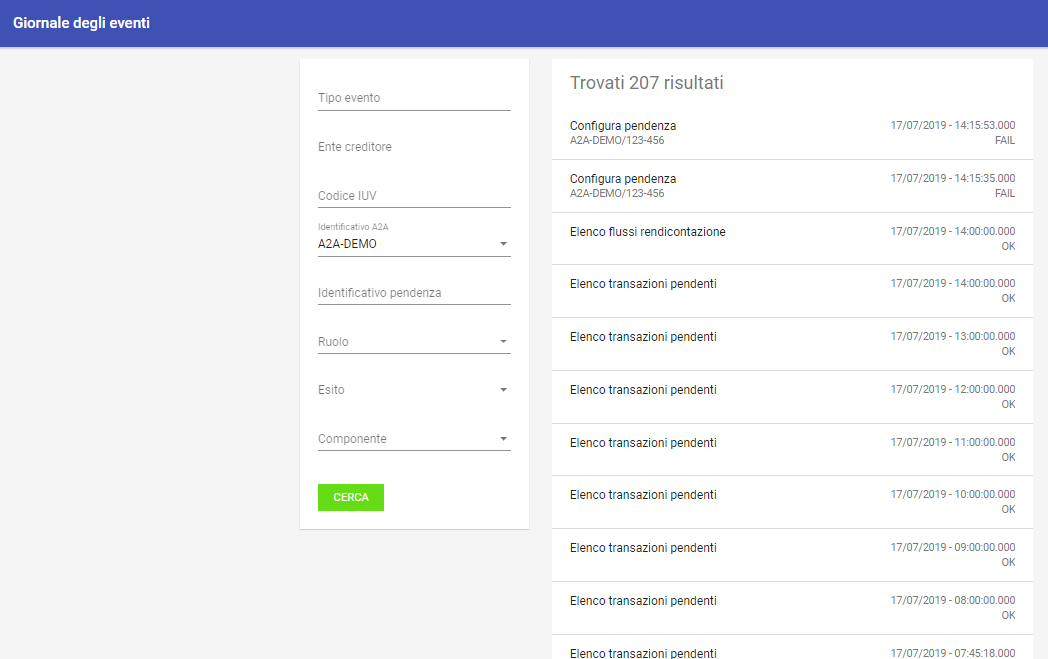 Giornale degli eventi
Tipo evento
Ente creditore
Codice IUV
Identificativo A2A
A2A-DEMO
Identificativo pendenza
Ruolo
Esito
Componente
CERCA
Trovati 207 risultati
Configura pendenza 17/07/2019 - 14:15:53.000
A2A-DEMO/123-456 FAIL
Configura pendenza 17/07/2019 - 14:15:35.000
A2A-DEMO/123-456 FAIL
Elenco flussi rendicontazione 17/07/2019 - 14:00:00.000
OK
Elenco transazioni pendenti 17/07/2019 - 14:00:00.000
OK
Elenco transazioni pendenti 17/07/2019 - 13:00:00.000
OK
Elenco transazioni pendenti 17/07/2019 - 12:00:00.000
OK
Elenco transazioni pendenti 17/07/2019 - 11:00:00.000
OK
Elenco transazioni pendenti 17/07/2019 - 10:00:00.000
OK
Elenco transazioni pendenti 17/07/2019 - 09:00:00.000
OK
Elenco transazioni pendenti 17/07/2019 - 08:00:00.000
OK
Elenco transazioni pendenti 17/07/2019 - 07:45:18.000